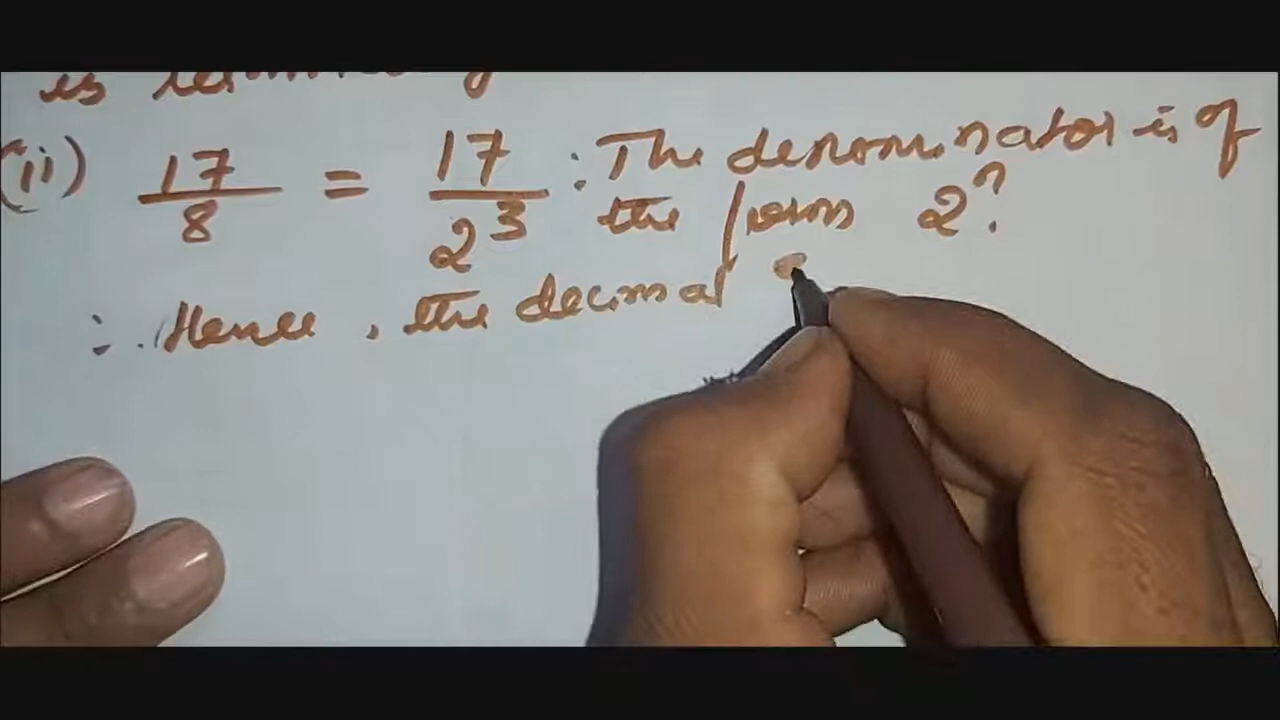 (ii) 17/8 = 17/2³ : The denominator is of
the form 2ⁿ.
∴ Hence, the decimal